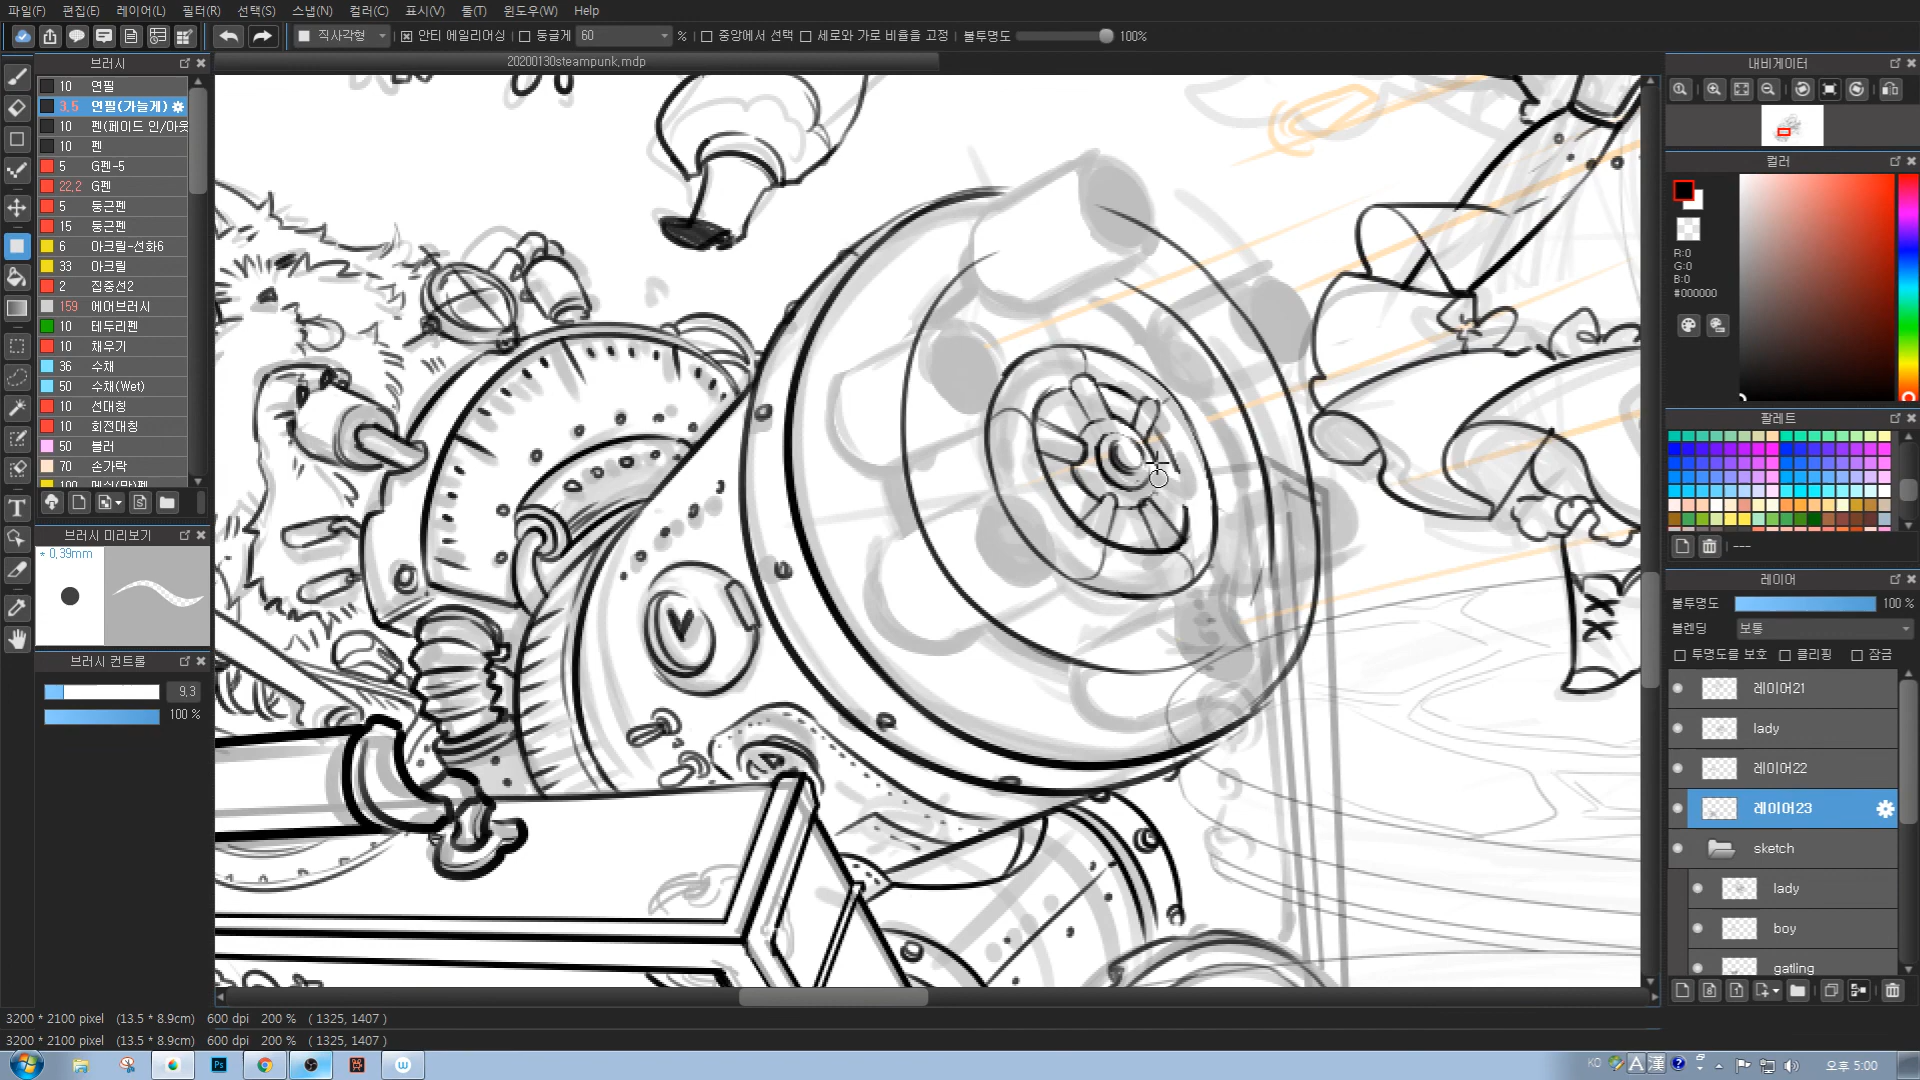 파일(F) 편집(E) 레이어(L) 필터(R) 선택(S) 스냅(N) 컬러(C) 표시(V) 툴(T) 윈도우(W) Help
직사각형 안티 에일리어싱 둥글게 60 % 중앙에서 선택 세로와 가로 비율을 고정 불투명도 100%
20200130steampunk.mdp
브러시
10 연필
3.5 연필(가늘게)
10 펜(페이드 인/아웃
10 펜
5 G펜-5
22.2 G펜
5 둥근펜
15 둥근펜
6 아크릴-선화6
33 아크릴
2 집중선2
159 에어브러시
10 테두리펜
10 채우기
36 수채
50 수채(Wet)
10 선대칭
10 회전대칭
50 블러
70 손가락
브러시 미리보기
* 0.39mm
브러시 컨트롤
9.3
100 %
내비게이터
컬러
R:0
G:0
B:0
#000000
팔레트
---
레이어
불투명도 100 %
블렌딩 보통
투명도를 보호 클리핑 잠금
레이어21
lady
레이어22
레이어23
sketch
lady
boy
gatling
3200 * 2100 pixel (13.5 * 8.9cm) 600 dpi 200 % ( 1325, 1407 )
3200 * 2100 pixel (13.5 * 8.9cm) 600 dpi 200 % ( 1325, 1407 )
Ps
KO A 漢
오후 5:00